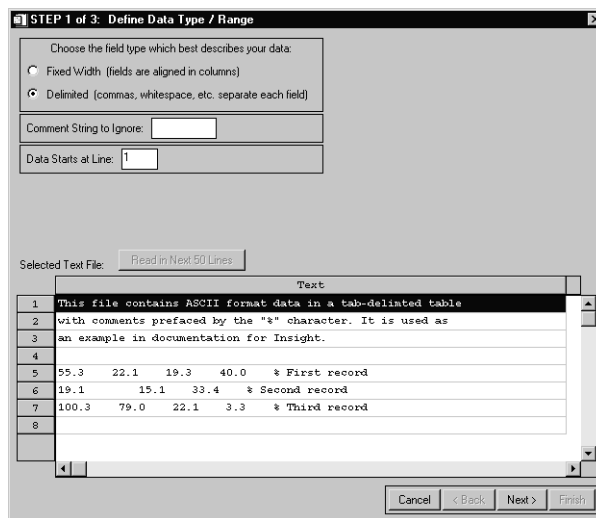 STEP 1 of 3: Define Data Type / Range
Choose the field type which best describes your data:
Fixed Width (fields are aligned in columns)
Delimited (commas, whitespace, etc. separate each field)
Comment String to Ignore:
Data Starts at Line: 1
Selected Text File: Read in Next 50 Lines
Text
1 This file contains ASCII format data in a tab-delimted table
2 with comments prefaced by the "%" character. It is used as
3 an example in documentation for Insight.
4
5 55.3 22.1 19.3 40.0 % First record
6 19.1 15.1 33.4 % Second record
7 100.3 79.0 22.1 3.3 % Third record
8
Cancel < Back Next > Finish